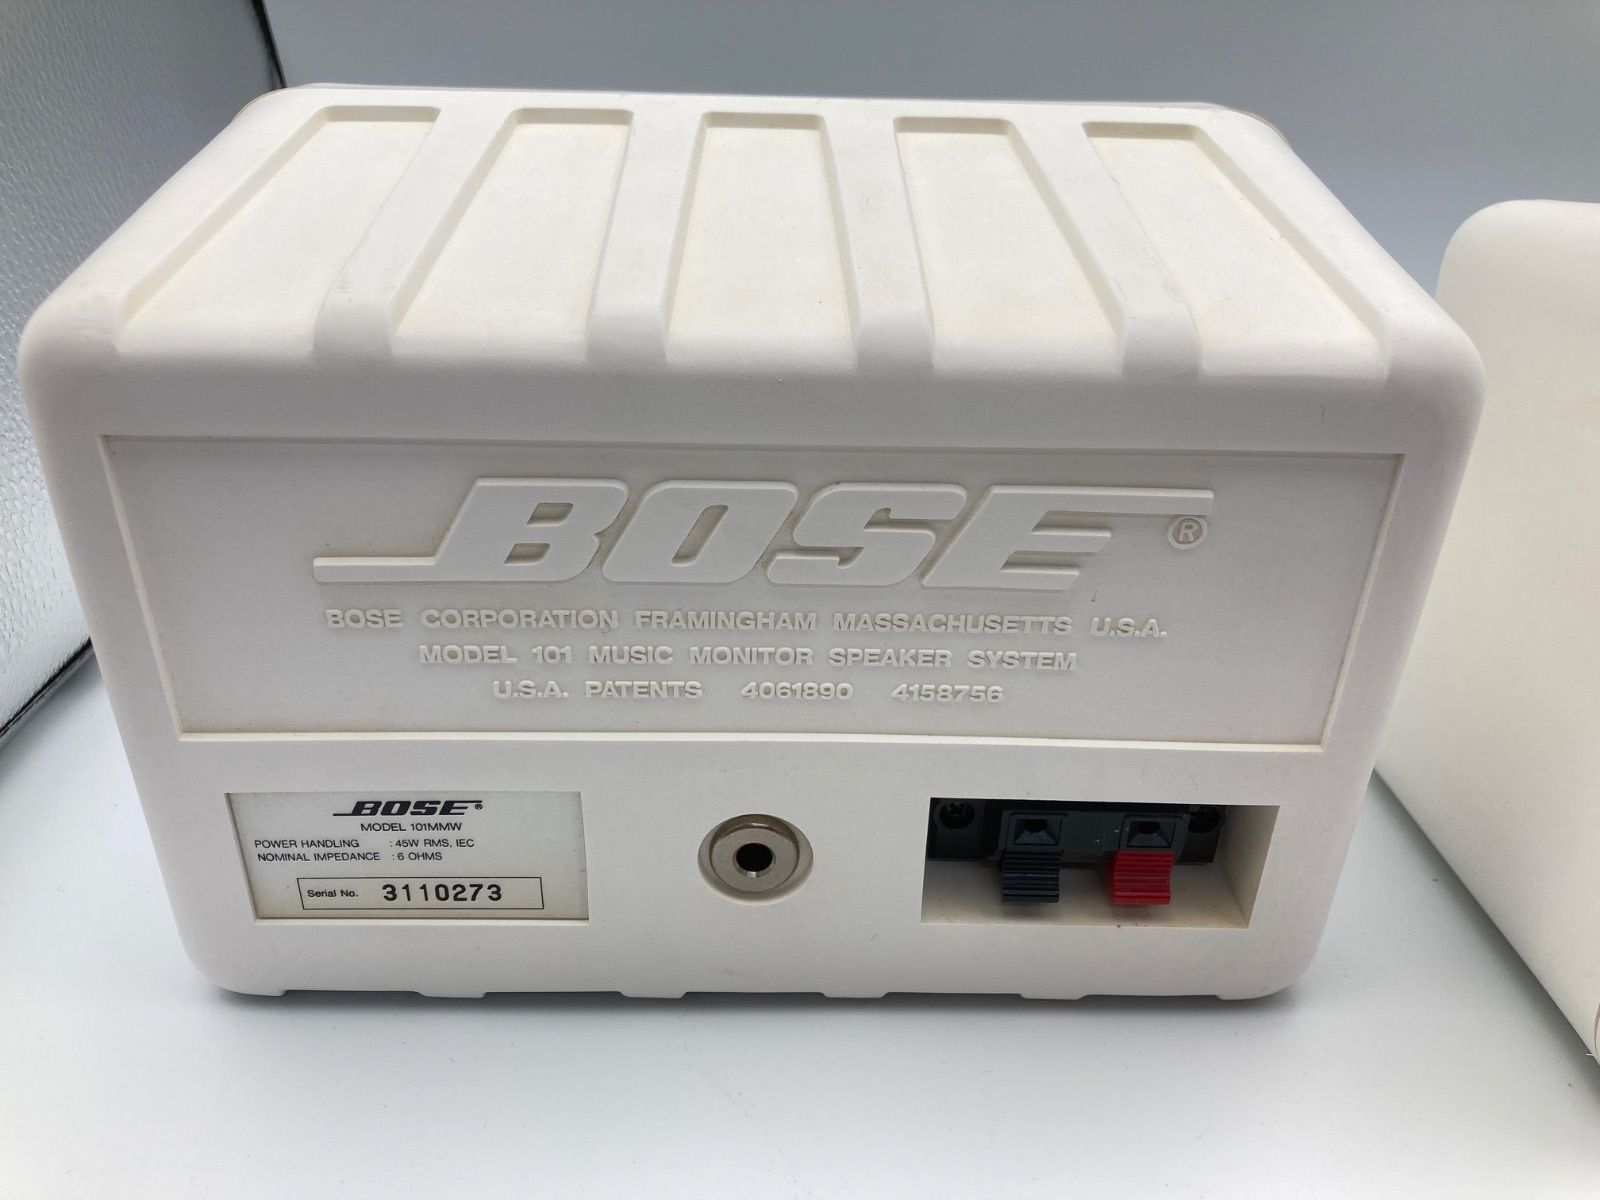 BOSE®
BOSE CORPORATION FRAMINGHAM MASSACHUSETTS U.S.A.
MODEL 101 MUSIC MONITOR SPEAKER SYSTEM
U.S.A. PATENTS 4061890 4158756
BOSE®
MODEL 101MMW
POWER HANDLING : 45W RMS, IEC
NOMINAL IMPEDANCE : 6 OHMS
Serial No. 3110273